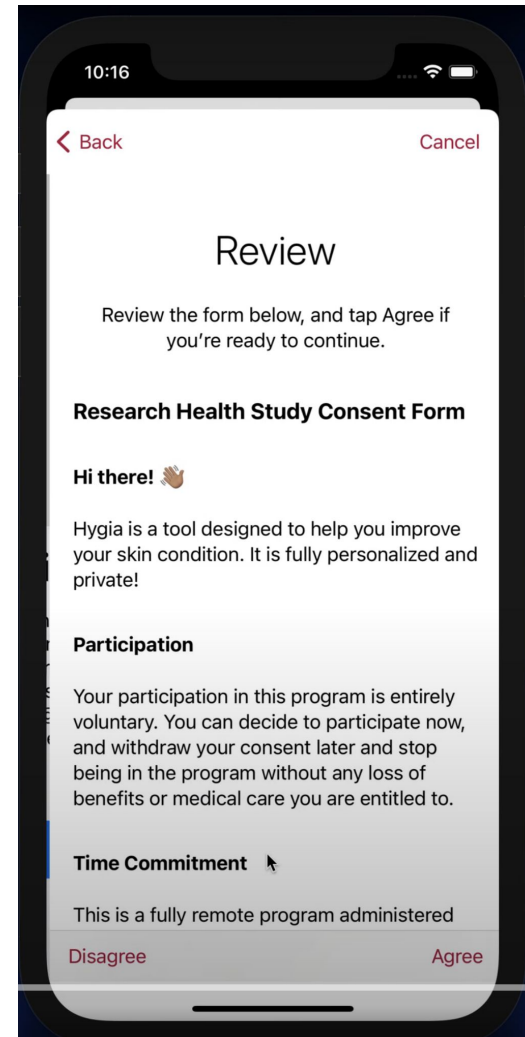 10:16
Back
Cancel
Review
Review the form below, and tap Agree if
you’re ready to continue.
Research Health Study Consent Form
Hi there! 👋🏽
Hygia is a tool designed to help you improve
your skin condition. It is fully personalized and
private!
Participation
Your participation in this program is entirely
voluntary. You can decide to participate now,
and withdraw your consent later and stop
being in the program without any loss of
benefits or medical care you are entitled to.
Time Commitment
This is a fully remote program administered
Disagree
Agree